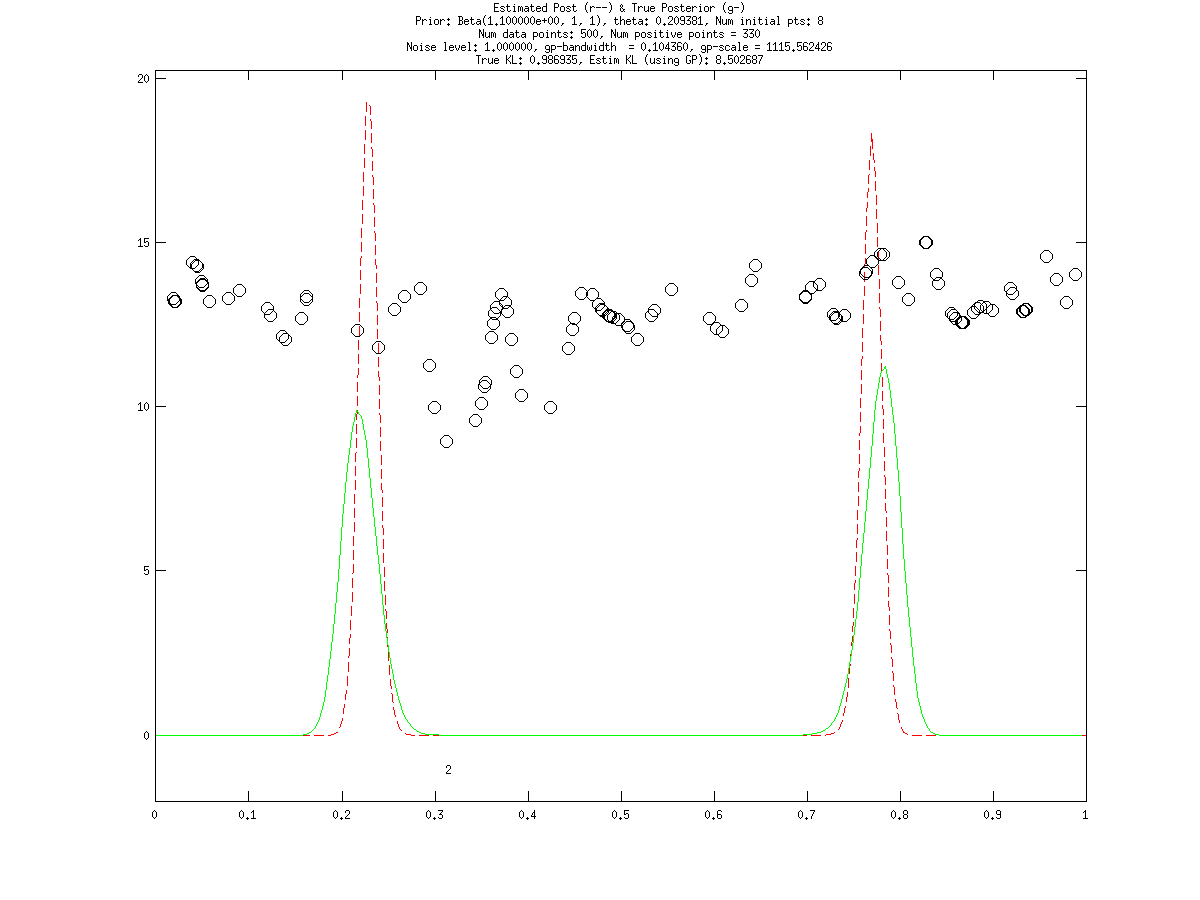 Estimated Post (r--) & True Posterior (g-)
Prior: Beta(1.100000e+00, 1, 1), theta: 0.209381, Num initial pts: 8
Num data points: 500, Num positive points = 330
Noise level: 1.000000, gp-bandwidth  = 0.104360, gp-scale = 1115.562426
True KL: 0.986935, Estim KL (using GP): 8.502687
20
15
10
5
0
2
0 0.1 0.2 0.3 0.4 0.5 0.6 0.7 0.8 0.9 1